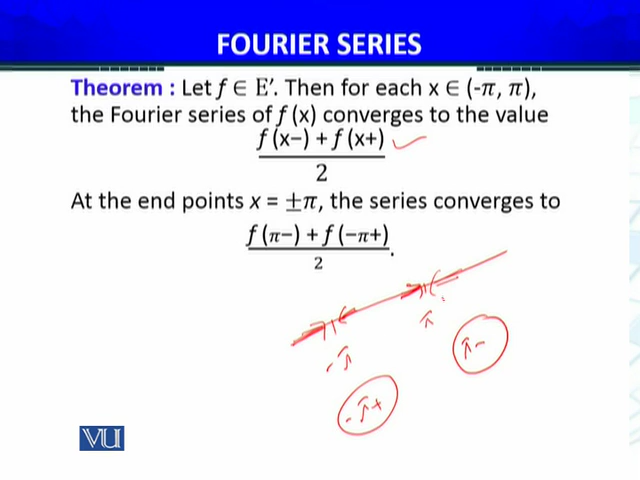 FOURIER SERIES
Theorem : Let f ∈ E′. Then for each x ∈ (-π, π),
the Fourier series of f (x) converges to the value
f (x−) + f (x+)
2
At the end points x = ±π, the series converges to
f (π−) + f (−π+)
2 .
-π
π
π-
-π+
VU